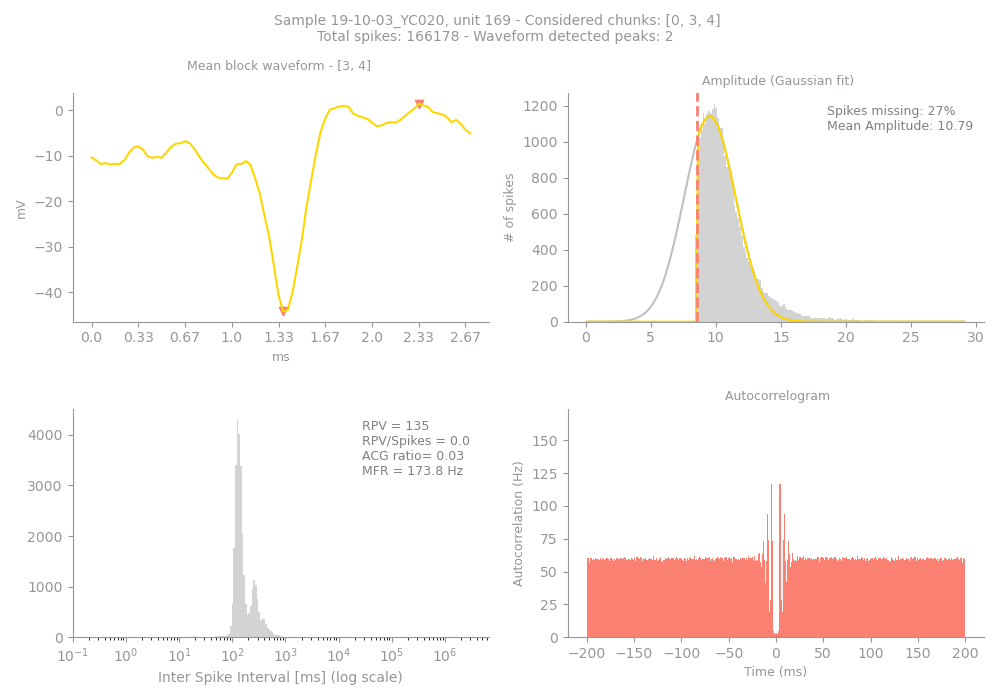 Sample 19-10-03_YC020, unit 169 - Considered chunks: [0, 3, 4]
Total spikes: 166178 - Waveform detected peaks: 2
Mean block waveform - [3, 4]
mV
0
−10
−20
−30
−40
0.0 0.33 0.67 1.0 1.33 1.67 2.0 2.33 2.67
ms
Amplitude (Gaussian fit)
Spikes missing: 27%
Mean Amplitude: 10.79
# of spikes
1200
1000
800
600
400
200
0
0 5 10 15 20 25 30
RPV = 135
RPV/Spikes = 0.0
ACG ratio= 0.03
MFR = 173.8 Hz
4000
3000
2000
1000
0
10⁻¹ 10⁰ 10¹ 10² 10³ 10⁴ 10⁵ 10⁶
Inter Spike Interval [ms] (log scale)
Autocorrelogram
Autocorrelation (Hz)
150
125
100
75
50
25
0
−200 −150 −100 −50 0 50 100 150 200
Time (ms)